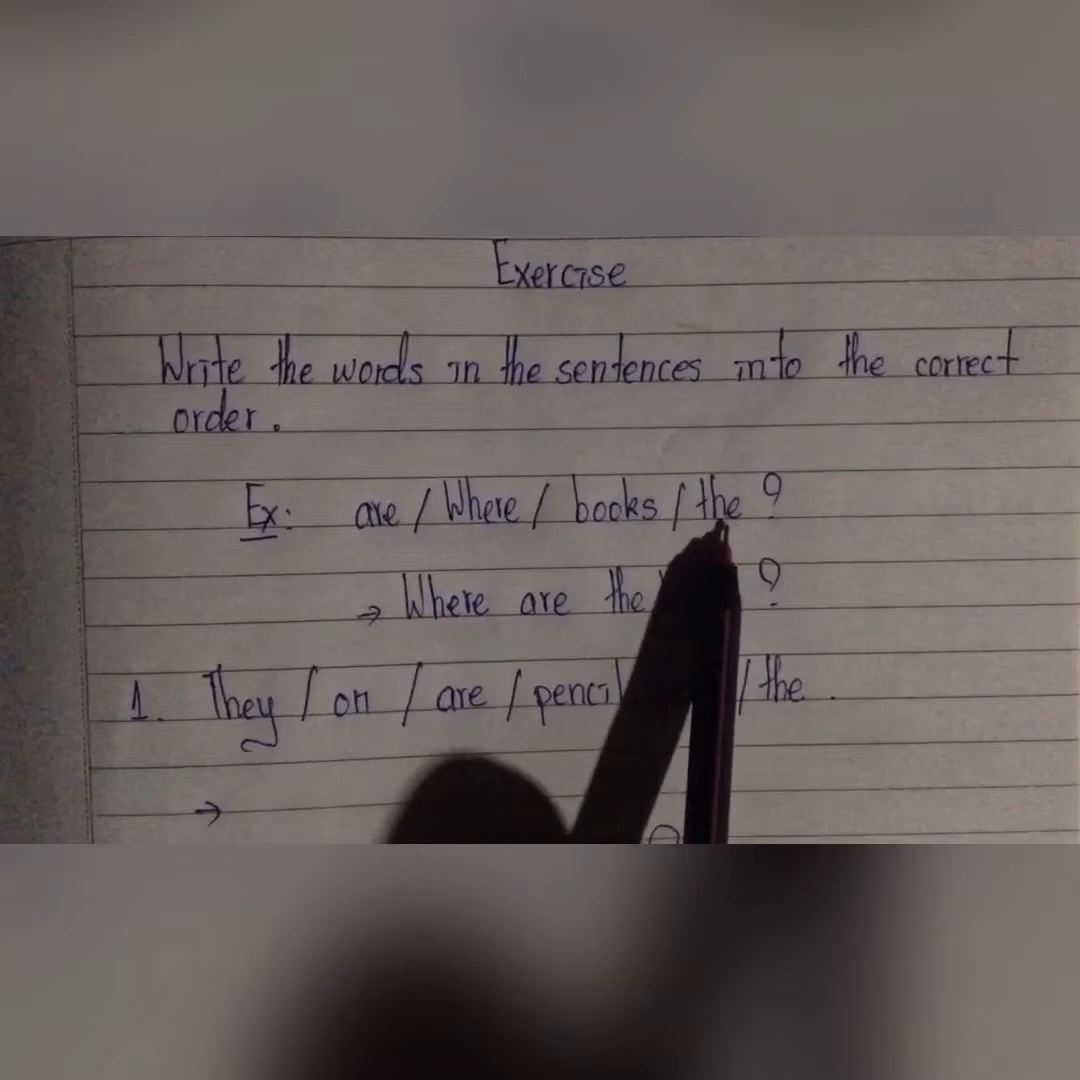 Exercise
Write the words in the sentences into the correct
order.
Ex: are / Where / books / the ?
→ Where are the ?
1. They / on / are / pencil / the .
→